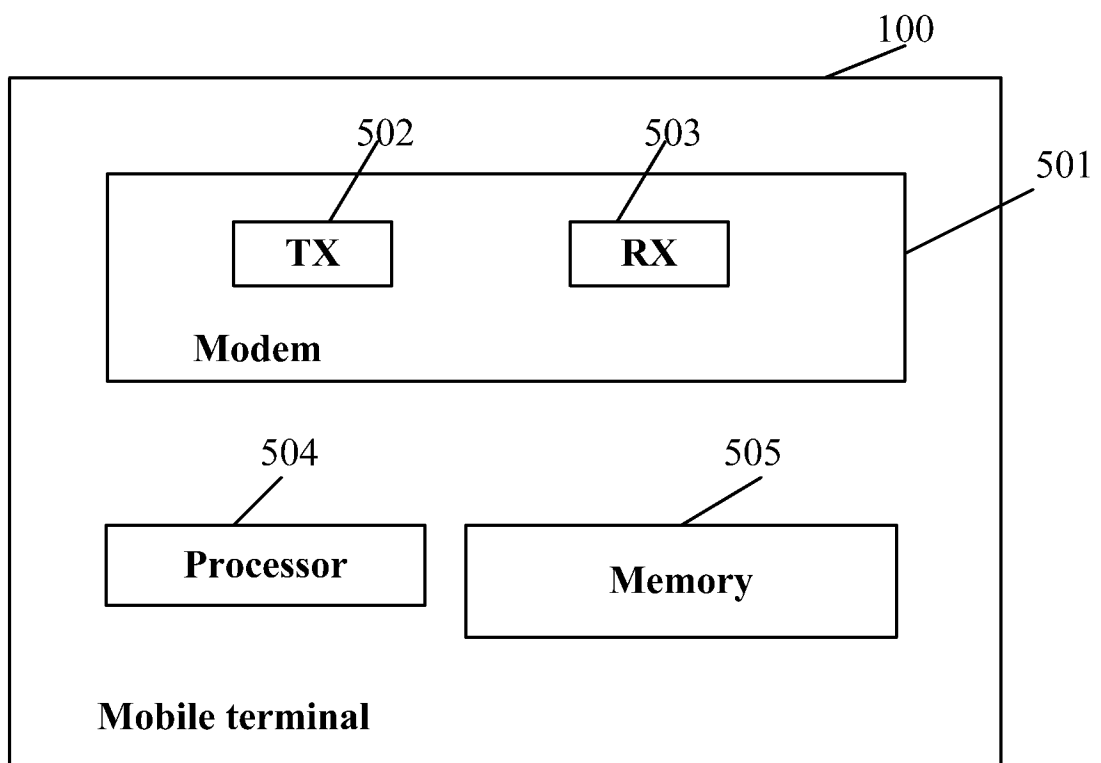 100
502
503
501
TX
RX
Modem
504
505
Processor
Memory
Mobile terminal